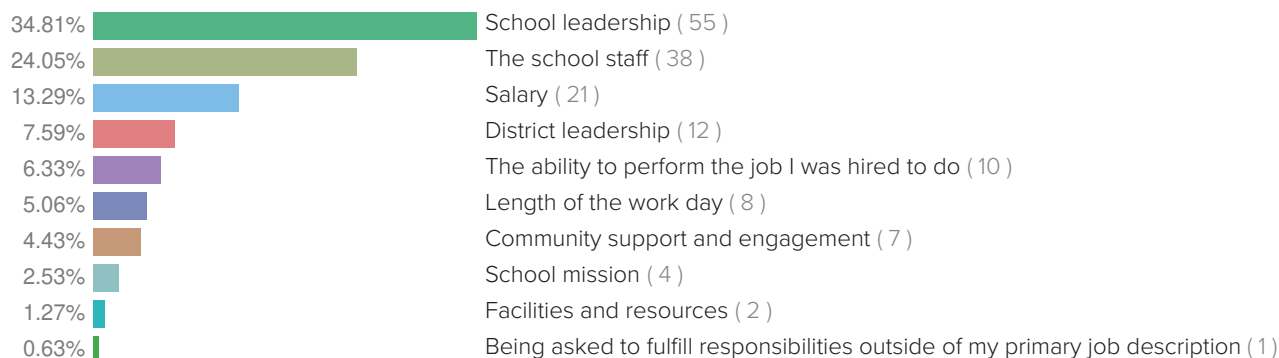 34.81% School leadership ( 55 )
24.05% The school staff ( 38 )
13.29% Salary ( 21 )
7.59% District leadership ( 12 )
6.33% The ability to perform the job I was hired to do ( 10 )
5.06% Length of the work day ( 8 )
4.43% Community support and engagement ( 7 )
2.53% School mission ( 4 )
1.27% Facilities and resources ( 2 )
0.63% Being asked to fulfill responsibilities outside of my primary job description ( 1 )